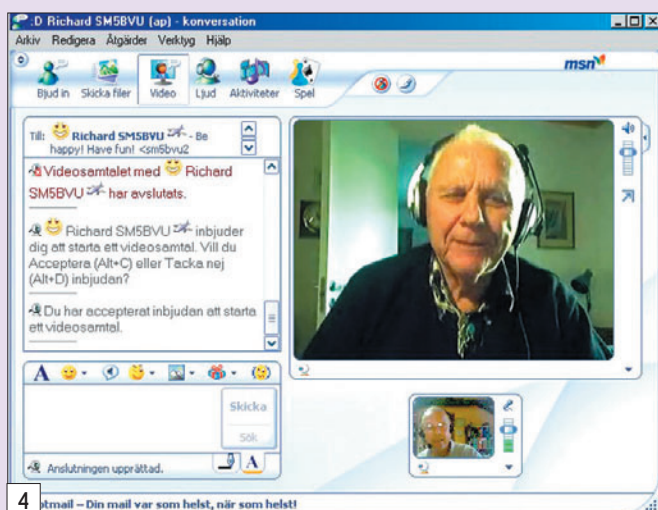 :D Richard SM5BVU (ap) - konversation
Arkiv Redigera Åtgärder Verktyg Hjälp
msn
Bjud in Skicka filer Video Ljud Aktiviteter Spel
Till: Richard SM5BVU - Be
happy! Have fun! <sm5bvu2
Videosamtalet med Richard
SM5BVU har avslutats.
Richard SM5BVU inbjuder
dig att starta ett videosamtal. Vill du
Acceptera (Alt+C) eller Tacka nej
(Alt+D) inbjudan?
Du har accepterat inbjudan att starta
ett videosamtal.
A
Skicka
Sök
Anslutningen upprättad.
A
4
otmail – Din mail var som helst, när som helst!